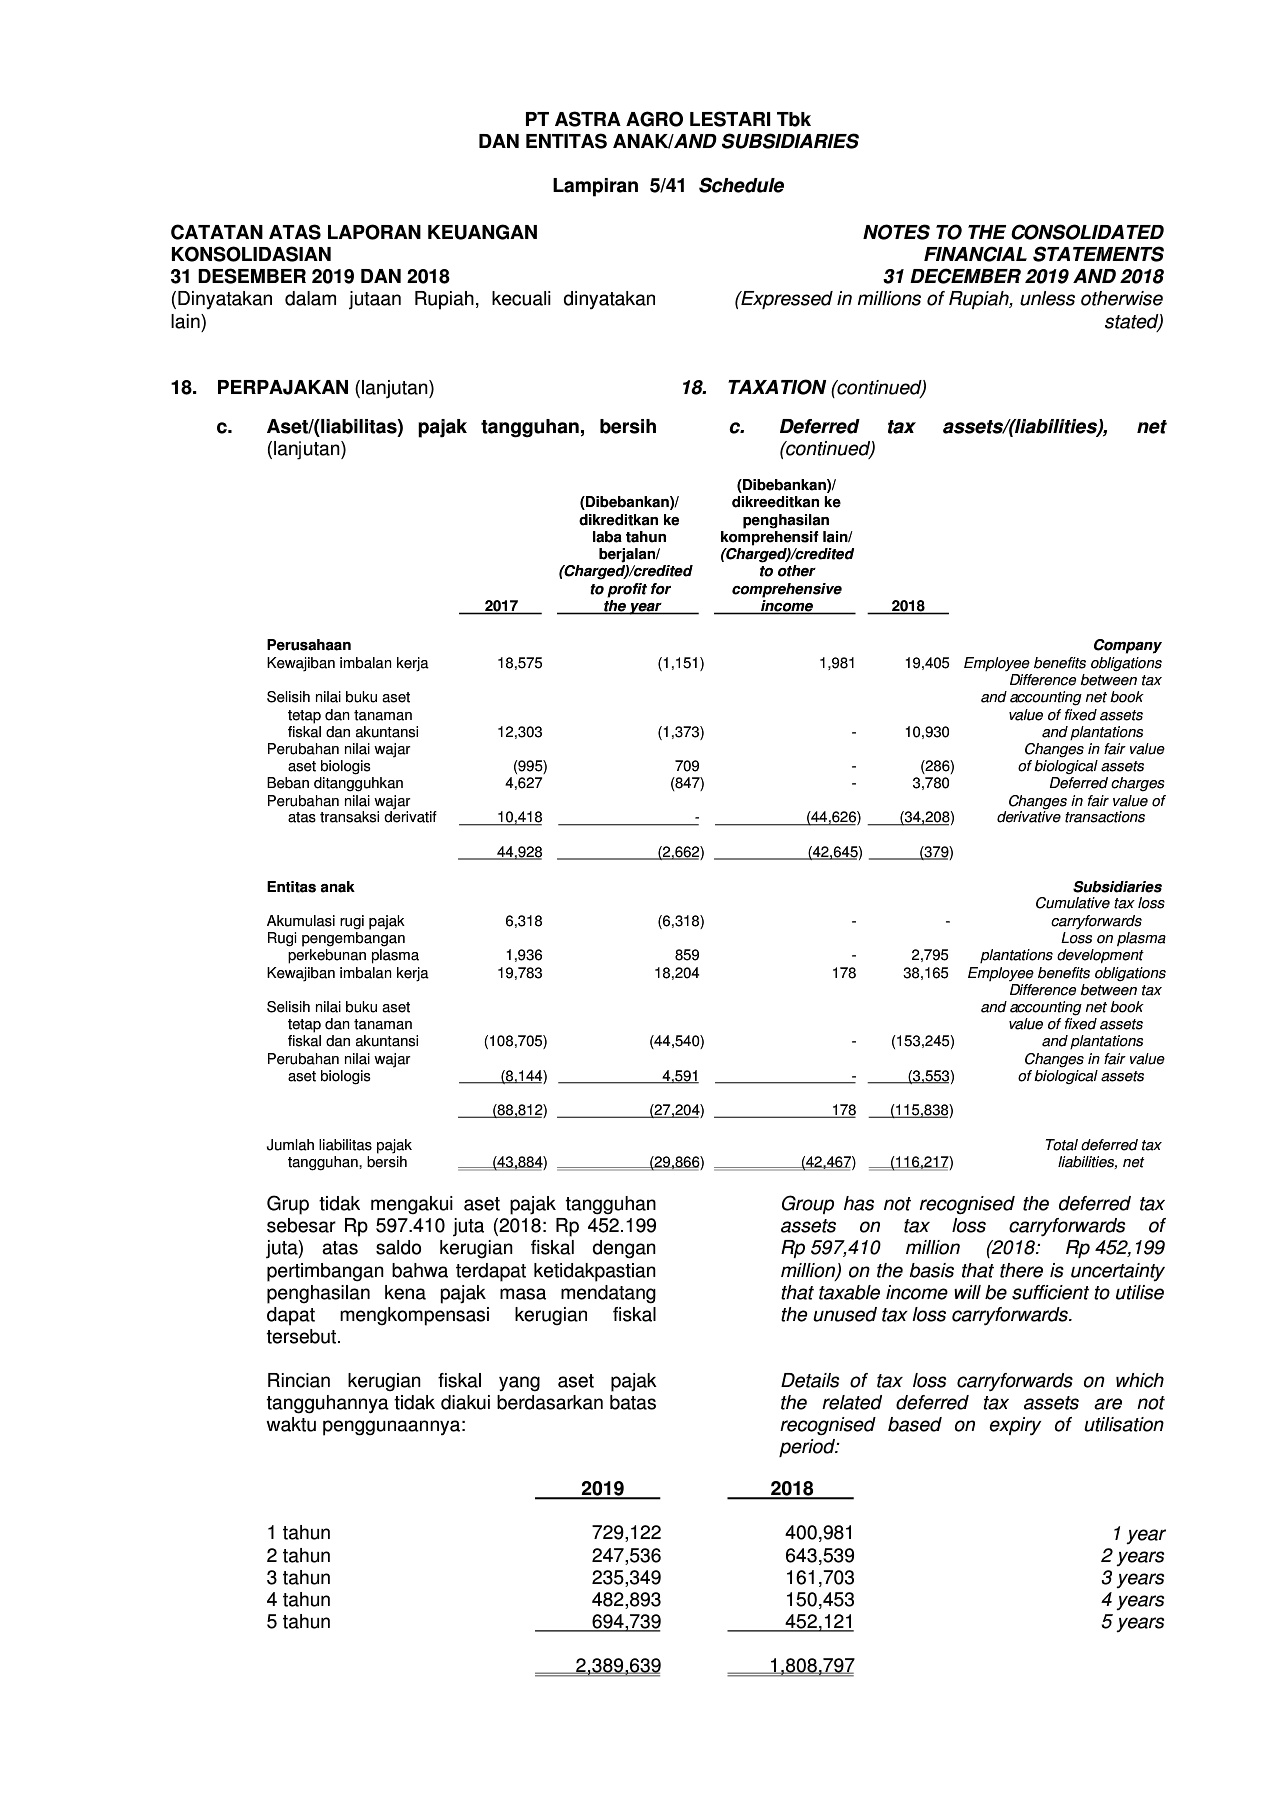 PT ASTRA AGRO LESTARI Tbk
DAN ENTITAS ANAK/AND SUBSIDIARIES
Lampiran 5/41 Schedule
CATATAN ATAS LAPORAN KEUANGAN
KONSOLIDASIAN
31 DESEMBER 2019 DAN 2018
(Dinyatakan dalam jutaan Rupiah, kecuali dinyatakan
lain)
NOTES TO THE CONSOLIDATED
FINANCIAL STATEMENTS
31 DECEMBER 2019 AND 2018
(Expressed in millions of Rupiah, unless otherwise
stated)
18. PERPAJAKAN (lanjutan)
18. TAXATION (continued)
c. Aset/(liabilitas) pajak tangguhan, bersih
(lanjutan)
c. Deferred tax assets/(liabilities), net
(continued)
2017
(Dibebankan)/
dikreditkan ke
laba tahun
berjalan/
(Charged)/credited
to profit for
the year
(Dibebankan)/
dikreeditkan ke
penghasilan
komprehensif lain/
(Charged)/credited
to other
comprehensive
income
2018
Perusahaan Company
Kewajiban imbalan kerja 18,575 (1,151) 1,981 19,405 Employee benefits obligations
Difference between tax
Selisih nilai buku aset and accounting net book
tetap dan tanaman value of fixed assets
fiskal dan akuntansi 12,303 (1,373) - 10,930 and plantations
Perubahan nilai wajar Changes in fair value
aset biologis (995) 709 - (286) of biological assets
Beban ditangguhkan 4,627 (847) - 3,780 Deferred charges
Perubahan nilai wajar Changes in fair value of
atas transaksi derivatif 10,418 - (44,626) (34,208) derivative transactions
44,928 (2,662) (42,645) (379)
Entitas anak Subsidiaries
Cumulative tax loss
Akumulasi rugi pajak 6,318 (6,318) - - carryforwards
Rugi pengembangan Loss on plasma
perkebunan plasma 1,936 859 - 2,795 plantations development
Kewajiban imbalan kerja 19,783 18,204 178 38,165 Employee benefits obligations
Difference between tax
Selisih nilai buku aset and accounting net book
tetap dan tanaman value of fixed assets
fiskal dan akuntansi (108,705) (44,540) - (153,245) and plantations
Perubahan nilai wajar Changes in fair value
aset biologis (8,144) 4,591 - (3,553) of biological assets
(88,812) (27,204) 178 (115,838)
Jumlah liabilitas pajak Total deferred tax
tangguhan, bersih (43,884) (29,866) (42,467) (116,217) liabilities, net
Grup tidak mengakui aset pajak tangguhan
sebesar Rp 597.410 juta (2018: Rp 452.199
juta) atas saldo kerugian fiskal dengan
pertimbangan bahwa terdapat ketidakpastian
penghasilan kena pajak masa mendatang
dapat mengkompensasi kerugian fiskal
tersebut.
Group has not recognised the deferred tax
assets on tax loss carryforwards of
Rp 597,410 million (2018: Rp 452,199
million) on the basis that there is uncertainty
that taxable income will be sufficient to utilise
the unused tax loss carryforwards.
Rincian kerugian fiskal yang aset pajak
tangguhannya tidak diakui berdasarkan batas
waktu penggunaannya:
Details of tax loss carryforwards on which
the related deferred tax assets are not
recognised based on expiry of utilisation
period:
2019 2018
1 tahun 729,122 400,981 1 year
2 tahun 247,536 643,539 2 years
3 tahun 235,349 161,703 3 years
4 tahun 482,893 150,453 4 years
5 tahun 694,739 452,121 5 years
2,389,639 1,808,797